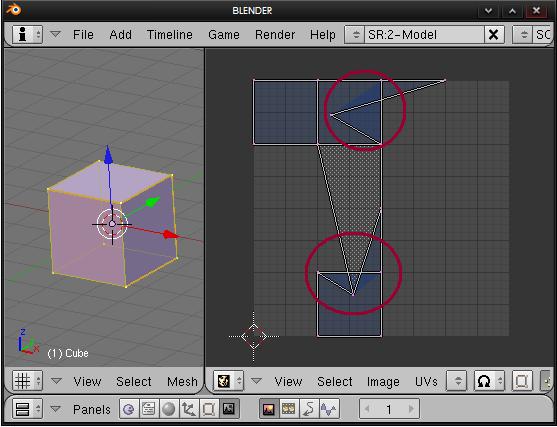 BLENDER
File Add Timeline Game Render Help SR:2-Model SC
z
x
(1) Cube
View Select Mesh
View Select Image UVs
Panels 1